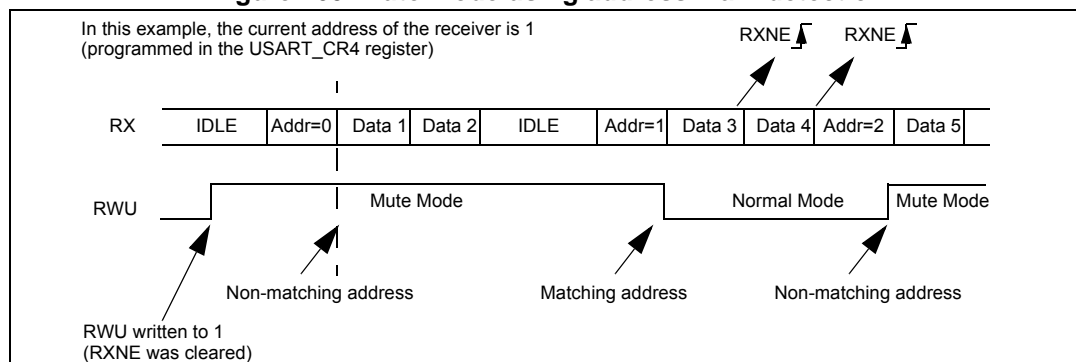 In this example, the current address of the receiver is 1
(programmed in the USART_CR4 register)
RXNE RXNE
RX IDLE Addr=0 Data 1 Data 2 IDLE Addr=1 Data 3 Data 4 Addr=2 Data 5
RWU Mute Mode Normal Mode Mute Mode
Non-matching address Matching address Non-matching address
RWU written to 1
(RXNE was cleared)